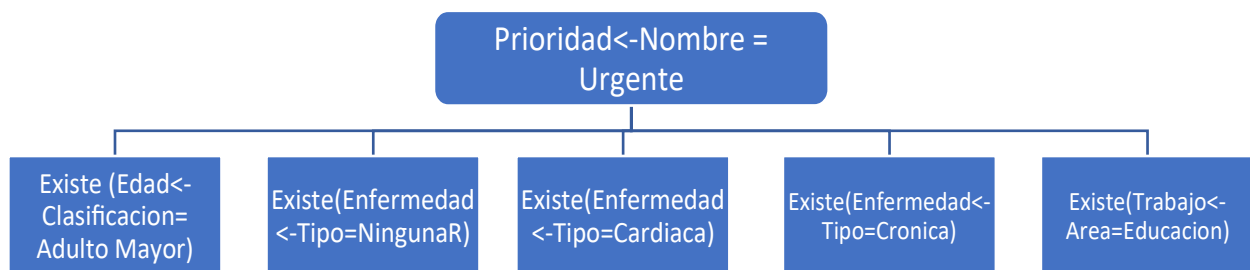 Prioridad<-Nombre =
Urgente
Existe (Edad<-
Clasificacion=
Adulto Mayor)
Existe(Enfermedad
<-Tipo=NingunaR)
Existe(Enfermedad
<-Tipo=Cardiaca)
Existe(Enfermedad<-
Tipo=Cronica)
Existe(Trabajo<-
Area=Educacion)